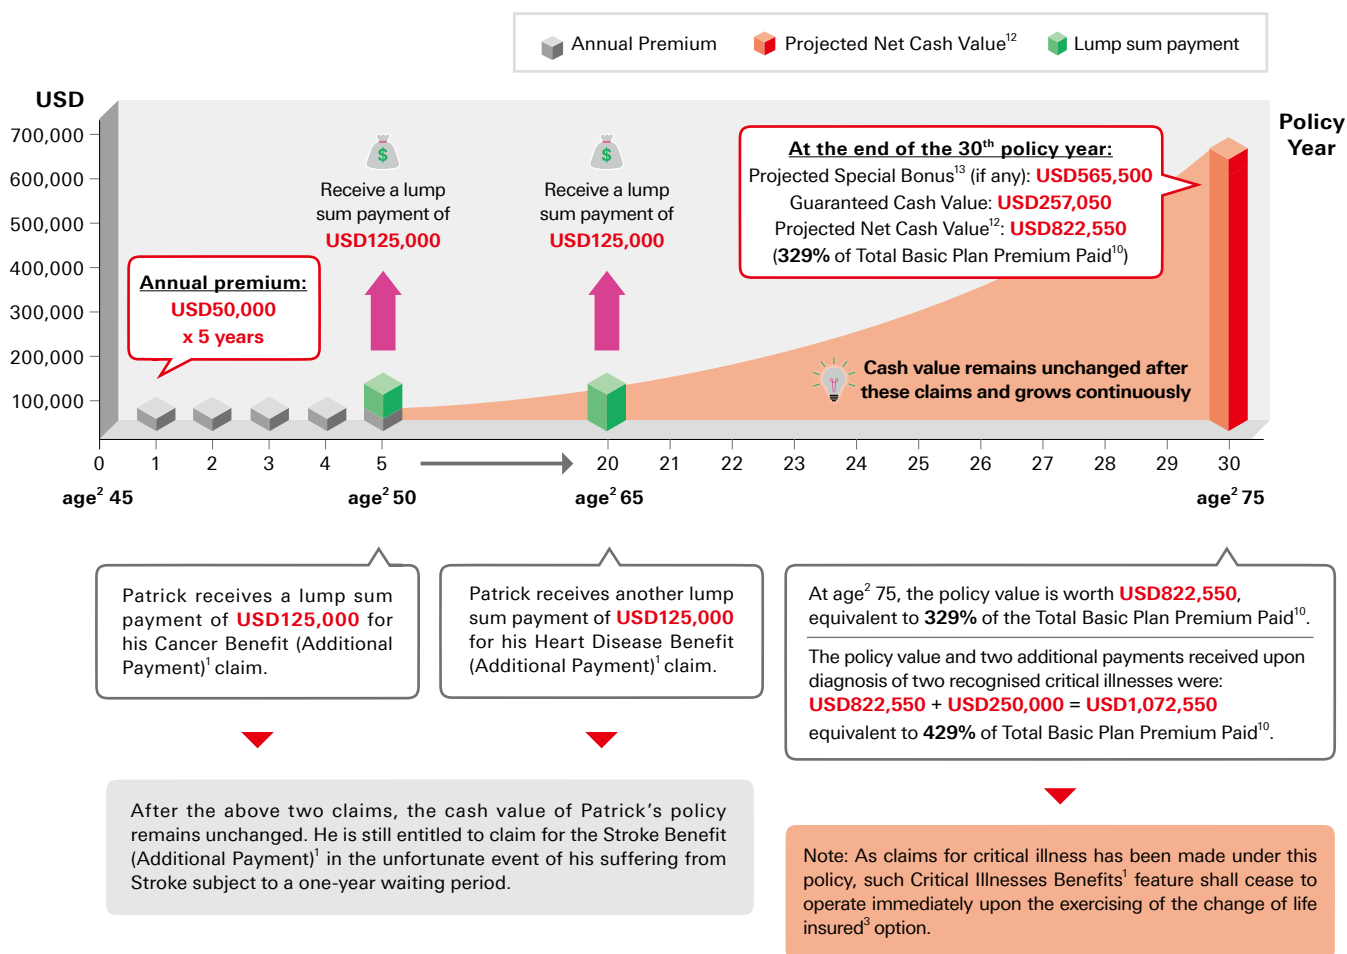 Annual Premium
Projected Net Cash Value12
Lump sum payment
USD
700,000
600,000
500,000
400,000
300,000
200,000
100,000
Policy
Year
Annual premium:
USD50,000
x 5 years
$
Receive a lump
sum payment of
USD125,000
$
Receive a lump
sum payment of
USD125,000
At the end of the 30th policy year:
Projected Special Bonus13 (if any): USD565,500
Guaranteed Cash Value: USD257,050
Projected Net Cash Value12: USD822,550
(329% of Total Basic Plan Premium Paid10)
Cash value remains unchanged after
these claims and grows continuously
0 1 2 3 4 5 20 21 22 23 24 25 26 27 28 29 30
age2 45 age2 50 age2 65 age2 75
Patrick receives a lump sum
payment of USD125,000 for
his Cancer Benefit (Additional
Payment)1 claim.
Patrick receives another lump
sum payment of USD125,000
for his Heart Disease Benefit
(Additional Payment)1 claim.
At age2 75, the policy value is worth USD822,550,
equivalent to 329% of the Total Basic Plan Premium Paid10.
The policy value and two additional payments received upon
diagnosis of two recognised critical illnesses were:
USD822,550 + USD250,000 = USD1,072,550
equivalent to 429% of Total Basic Plan Premium Paid10.
After the above two claims, the cash value of Patrick's policy
remains unchanged. He is still entitled to claim for the Stroke Benefit
(Additional Payment)1 in the unfortunate event of his suffering from
Stroke subject to a one-year waiting period.
Note: As claims for critical illness has been made under this
policy, such Critical Illnesses Benefits1 feature shall cease to
operate immediately upon the exercising of the change of life
insured3 option.